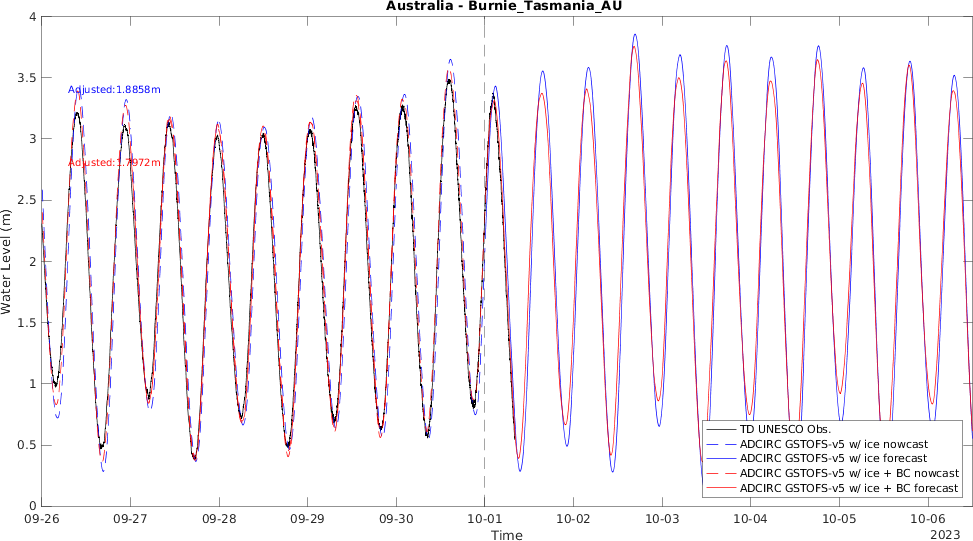 Australia - Burnie_Tasmania_AU
4
3.5
3
2.5
2
1.5
1
0.5
0
Water Level (m)
Adjusted:1.8858m
Adjusted:1.7972m
TD UNESCO Obs.
ADCIRC GSTOFS-v5 w/ ice nowcast
ADCIRC GSTOFS-v5 w/ ice forecast
ADCIRC GSTOFS-v5 w/ ice + BC nowcast
ADCIRC GSTOFS-v5 w/ ice + BC forecast
09-26 09-27 09-28 09-29 09-30 10-01 10-02 10-03 10-04 10-05 10-06
2023
Time